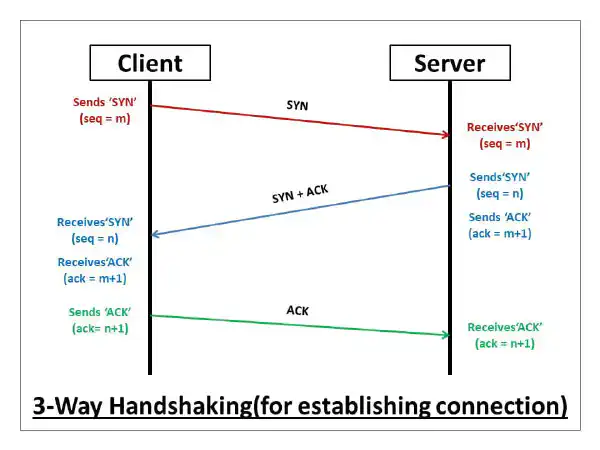 Client
Server
Sends ‘SYN’
(seq = m)
SYN
Receives‘SYN’
(seq = m)
Sends‘SYN’
(seq = n)
SYN + ACK
Sends ‘ACK’
(ack = m+1)
Receives‘SYN’
(seq = n)
Receives‘ACK’
(ack = m+1)
Sends ‘ACK’
(ack= n+1)
ACK
Receives‘ACK’
(ack = n+1)
3-Way Handshaking(for establishing connection)